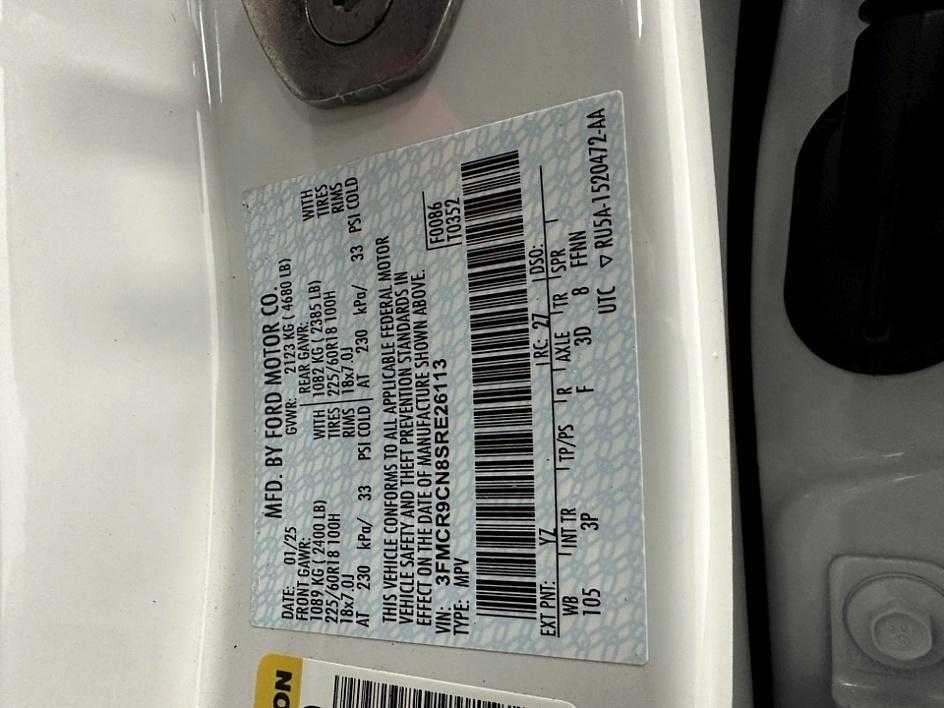 MFD. BY FORD MOTOR CO.
DATE: 01/25 GVWR: 2123 KG ( 4680 LB)
FRONT GAWR: REAR GAWR:
1089 KG ( 2400 LB) WITH 1082 KG ( 2385 LB) WITH
225/60R18 100H TIRES 225/60R18 100H TIRES
18x7.0J RIMS 18x7.0J RIMS
AT 230 kPa/ 33 PSI COLD AT 230 kPa/ 33 PSI COLD
THIS VEHICLE CONFORMS TO ALL APPLICABLE FEDERAL MOTOR
VEHICLE SAFETY AND THEFT PREVENTION STANDARDS IN
EFFECT ON THE DATE OF MANUFACTURE SHOWN ABOVE.
VIN: 3FMCR9CN8SRE26113 F0586
TYPE: MPV T0352
EXT PNT: YZ RC: 27 DSO:
WB INT TR TP/PS R AXLE TR SPR
105 3P F 3D 8 FFNN
UTC ▽ RU5A-1520472-AA
ON